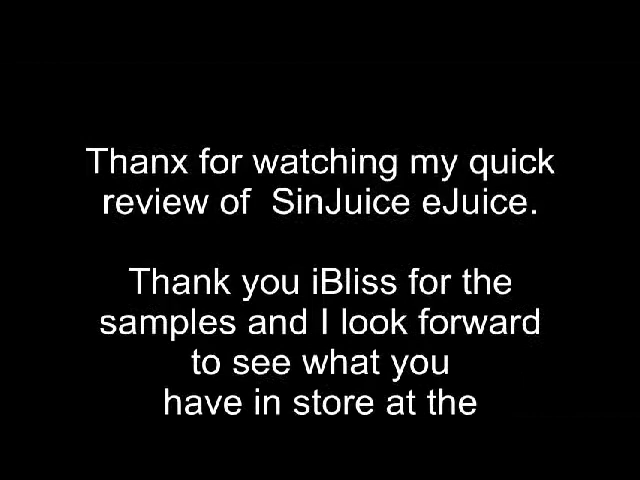 Thanx for watching my quick
review of  SinJuice eJuice.
Thank you iBliss for the
samples and I look forward
to see what you
have in store at the